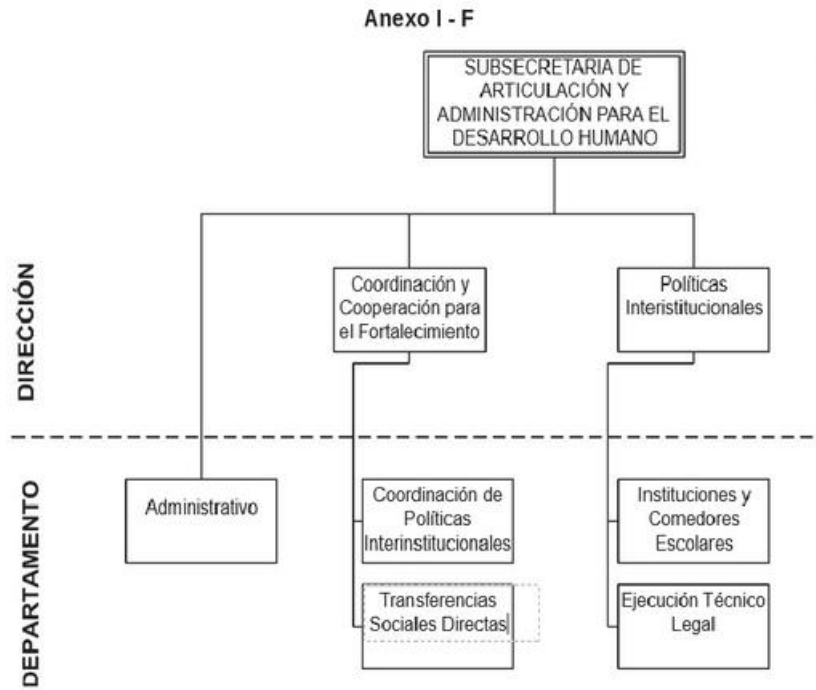 Anexo I - F
SUBSECRETARIA DE
ARTICULACIÓN Y
ADMINISTRACIÓN PARA EL
DESARROLLO HUMANO
DIRECCIÓN
Coordinación y
Cooperación para
el Fortalecimiento
Políticas
Interistitucionales
DEPARTAMENTO
Administrativo
Coordinación de
Políticas
Interinstitucionales
Instituciones y
Comedores
Escolares
Transferencias
Sociales Directas
Ejecución Técnico
Legal